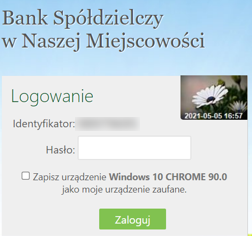 Bank Spółdzielczy
w Naszej Miejscowości
Logowanie
2021-05-05 16:57
Identyfikator:
Hasło:
Zapisz urządzenie Windows 10 CHROME 90.0
jako moje urządzenie zaufane.
Zaloguj